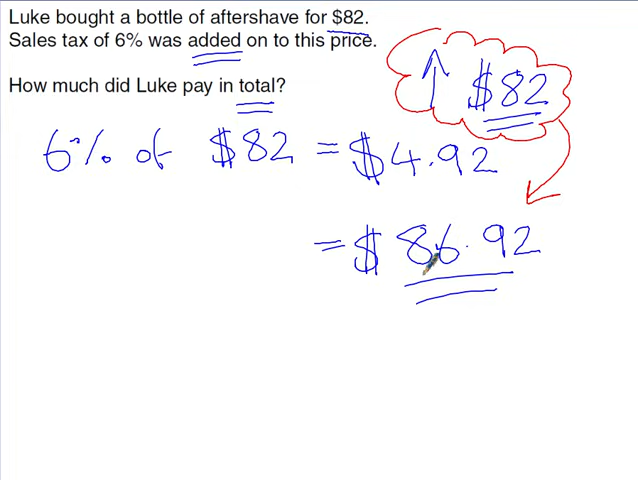 Luke bought a bottle of aftershave for $82.
Sales tax of 6% was added on to this price.
How much did Luke pay in total?
↑ $82
6% of $82 = $4.92
= $ 86.92